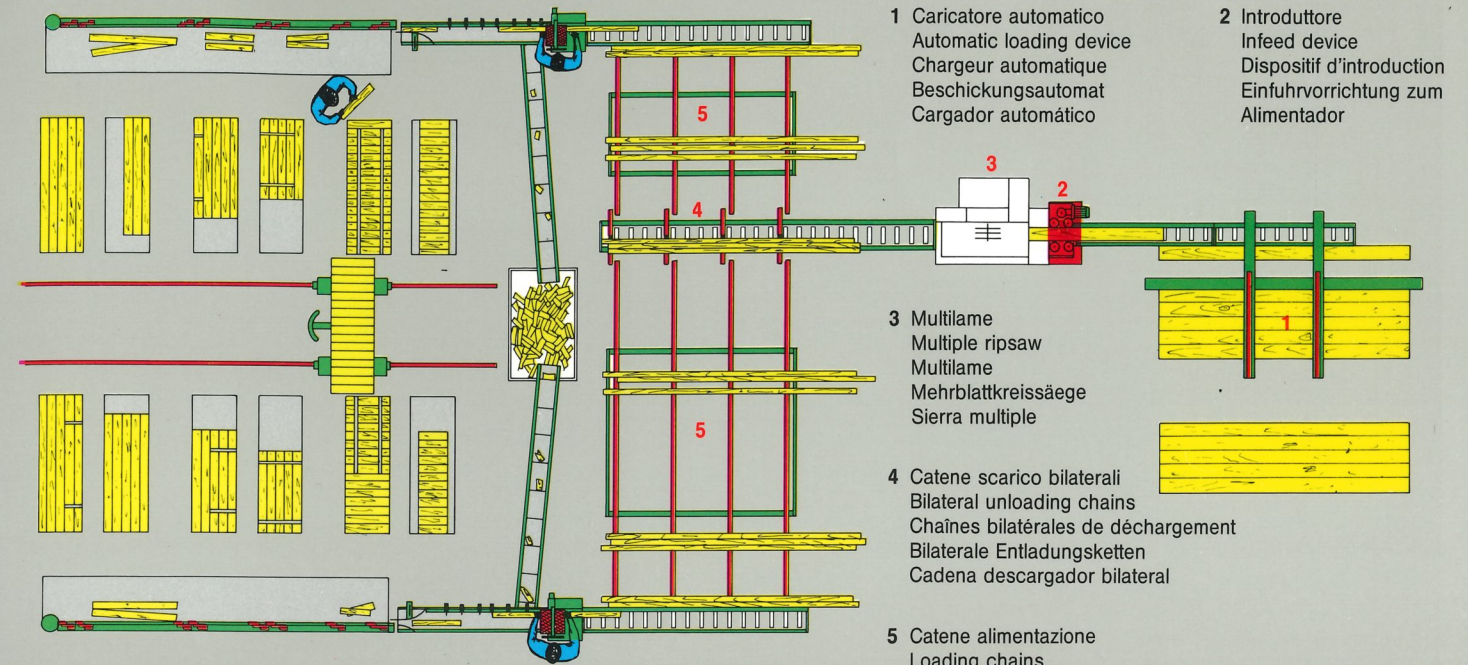 1 Caricatore automatico
Automatic loading device
Chargeur automatique
Beschickungsautomat
Cargador automático
2 Introduttore
Infeed device
Dispositif d'introduction
Einfuhrvorrichtung zum
Alimentador
3
2
5
4
1
5
3 Multilame
Multiple ripsaw
Multilame
Mehrblattkreissäege
Sierra multiple
4 Catene scarico bilaterali
Bilateral unloading chains
Chaînes bilatérales de déchargement
Bilaterale Entladungsketten
Cadena descargador bilateral
5 Catene alimentazione
Loading chains